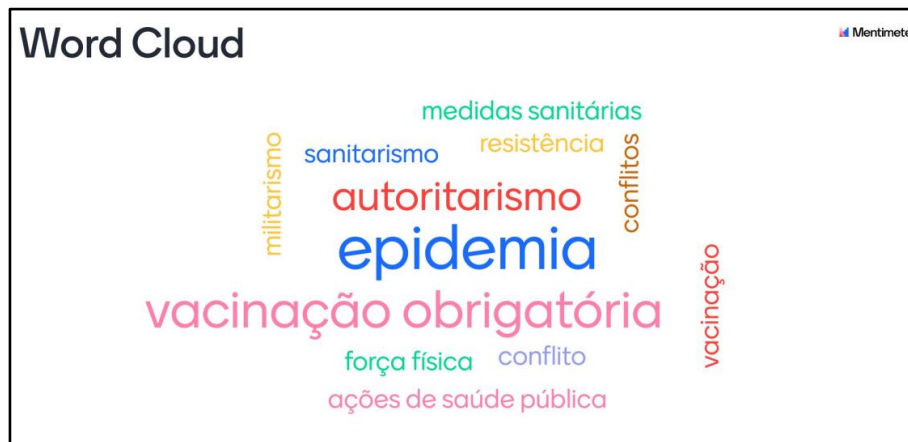 Word Cloud
Mentimete
medidas sanitárias
militarismo
sanitarismo
resistência
conflitos
autoritarismo
epidemia
vacinação obrigatória
vacinação
força física
conflito
ações de saúde pública